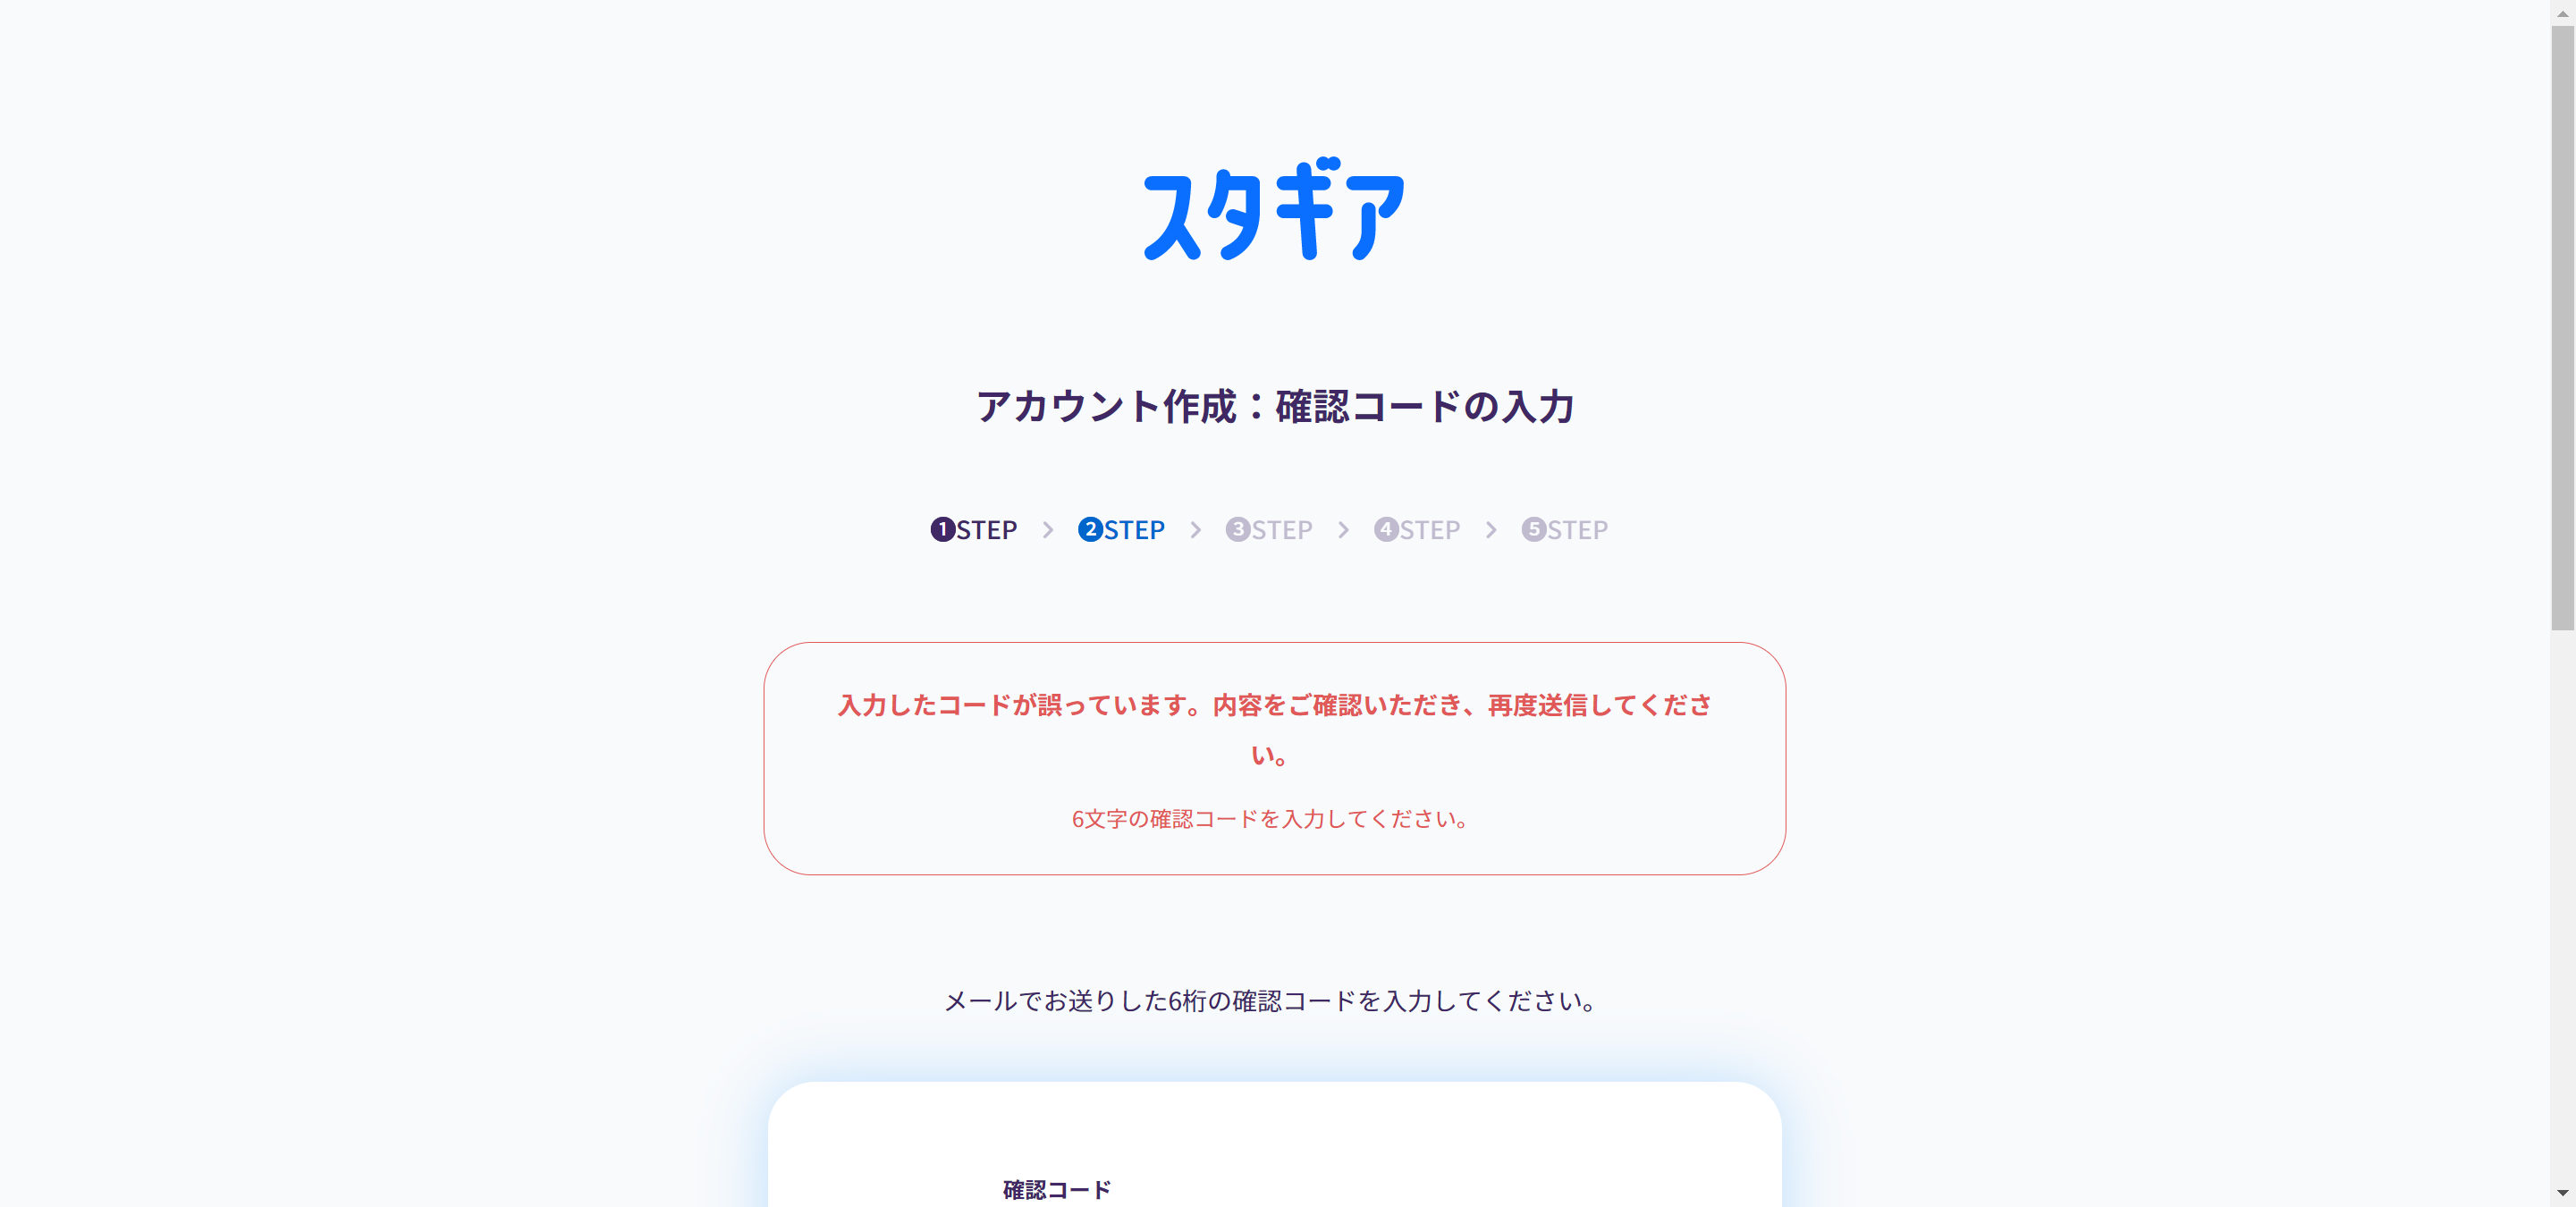 スタギア
アカウント作成：確認コードの入力
1STEP > 2STEP > 3STEP > 4STEP > 5STEP
入力したコードが誤っています。内容をご確認いただき、再度送信してくださ
い。
6文字の確認コードを入力してください。
メールでお送りした6桁の確認コードを入力してください。
確認コード